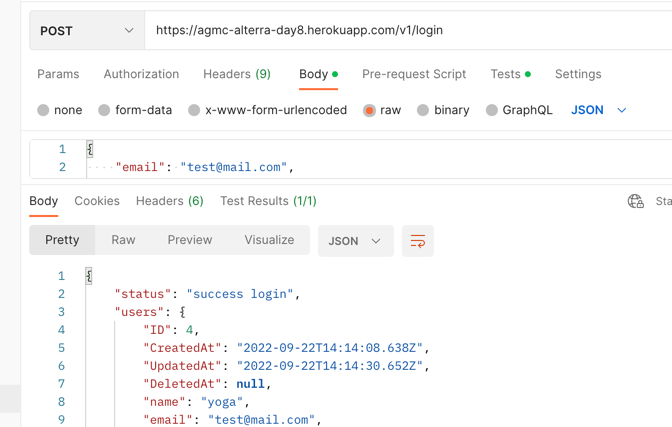 POST https://agmc-alterra-day8.herokuapp.com/v1/login
Params Authorization Headers (9) Body Pre-request Script Tests Settings
none form-data x-www-form-urlencoded raw binary GraphQL JSON
1 {
2 "email": "test@mail.com",
Body Cookies Headers (6) Test Results (1/1) Sta
Pretty Raw Preview Visualize JSON
1 {
2 "status": "success login",
3 "users": {
4 "ID": 4,
5 "CreatedAt": "2022-09-22T14:14:08.638Z",
6 "UpdatedAt": "2022-09-22T14:14:30.652Z",
7 "DeletedAt": null,
8 "name": "yoga",
9 "email": "test@mail.com",